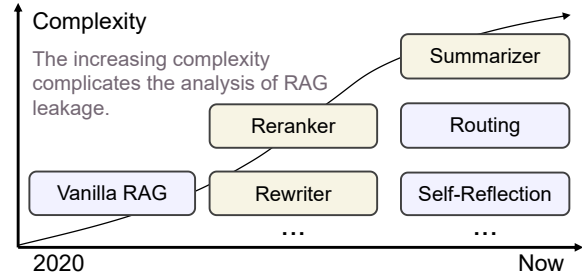 Complexity
The increasing complexity
complicates the analysis of RAG
leakage.
Summarizer
Reranker
Routing
Vanilla RAG
Rewriter
Self-Reflection
...
...
2020
Now